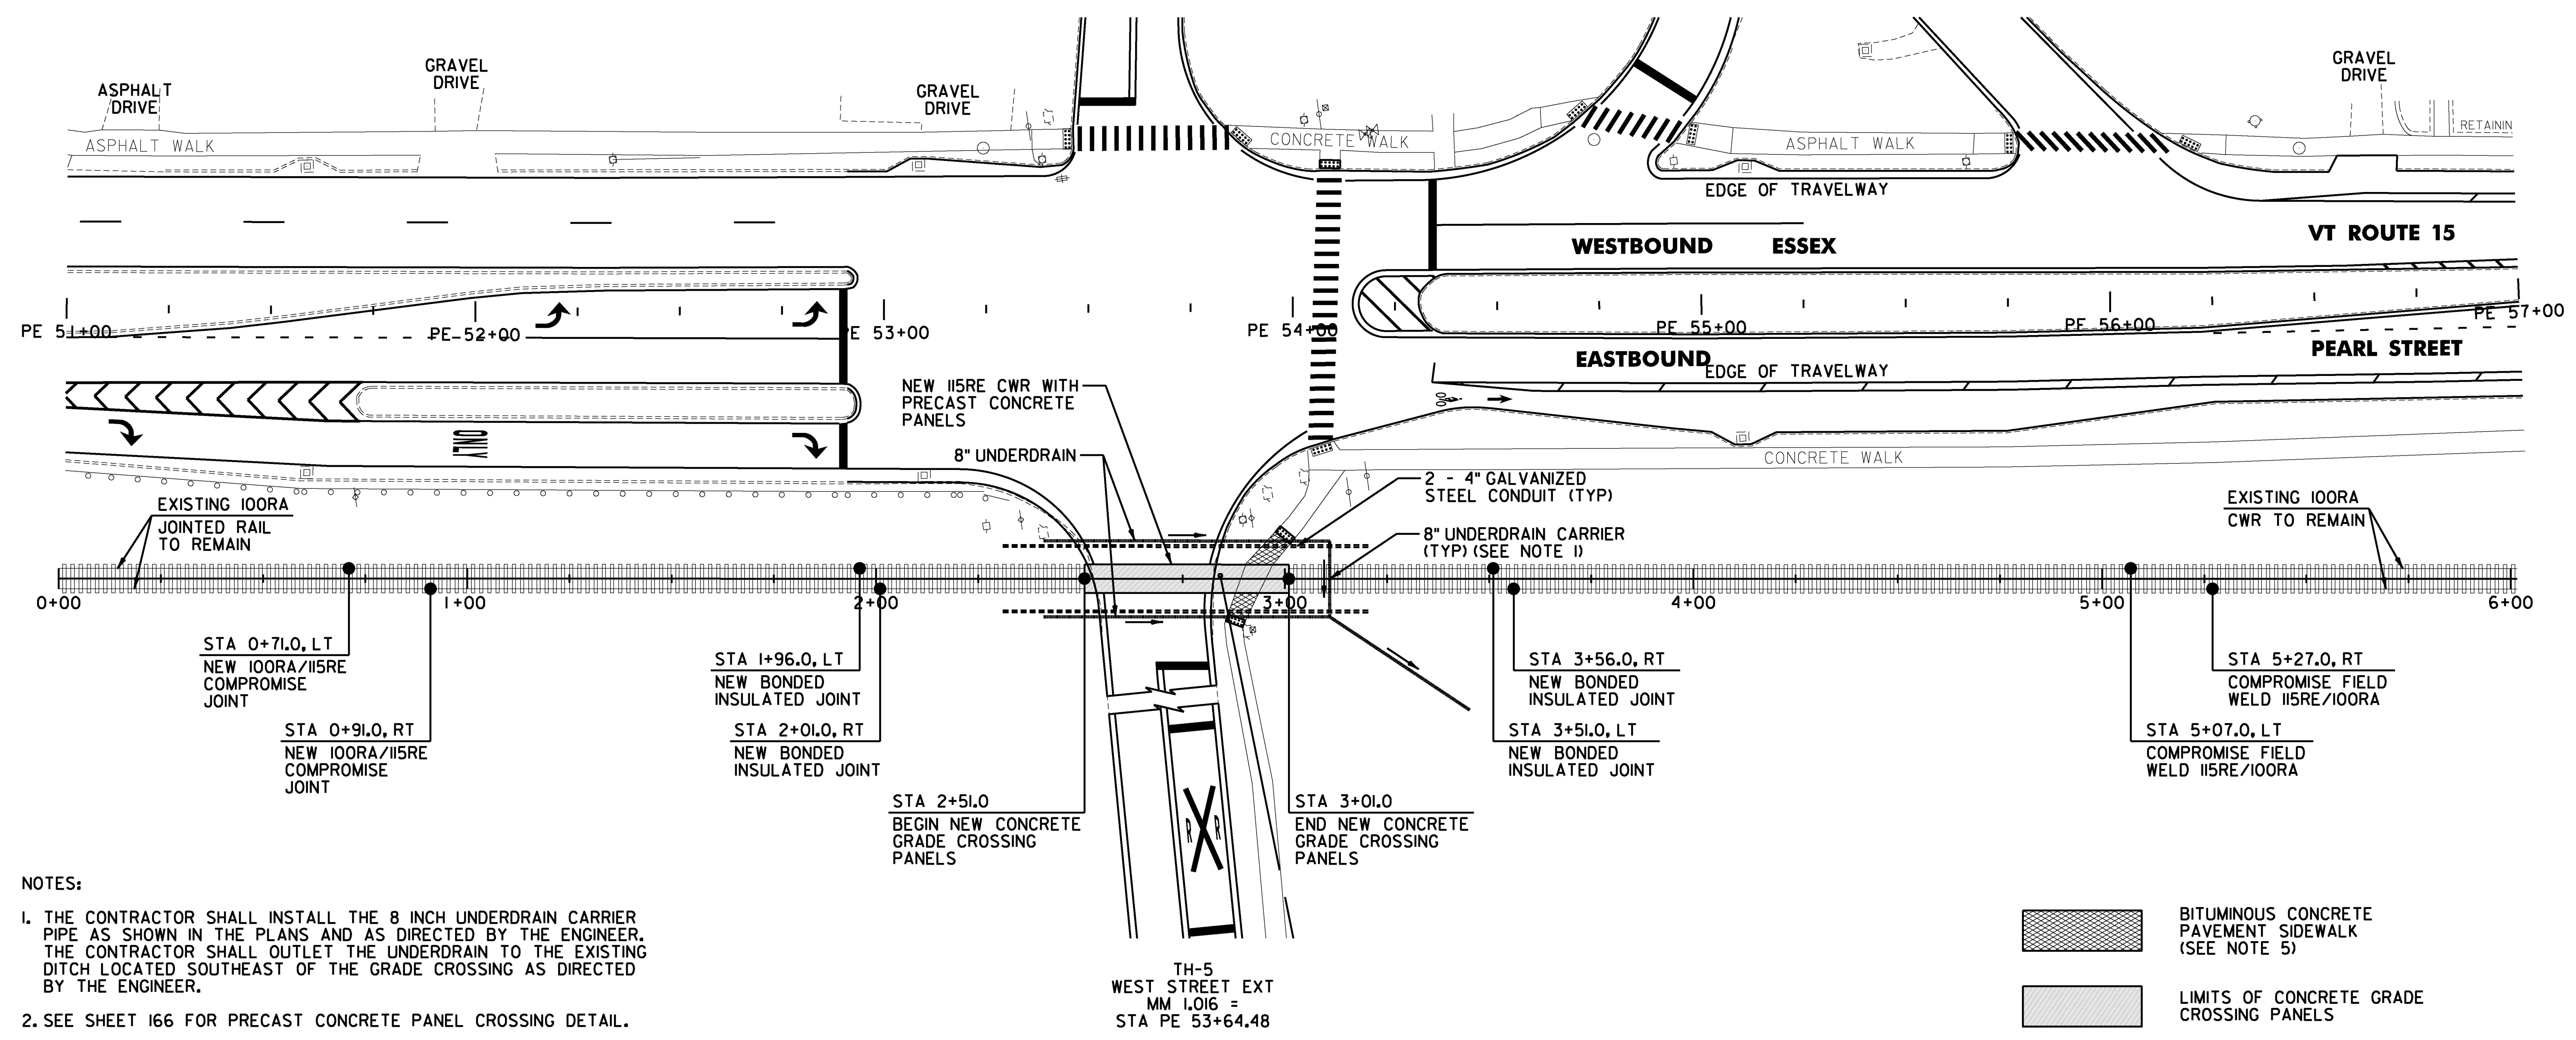 ASPHALT
DRIVE
GRAVEL
DRIVE
GRAVEL
DRIVE
GRAVEL
DRIVE
ASPHALT WALK
CONCRETE WALK
ASPHALT WALK
RETAININ
EDGE OF TRAVELWAY
WESTBOUND ESSEX
VT ROUTE 15
PE 51+00
PE 52+00
PE 53+00
PE 54+00
PE 55+00
PE 56+00
PE 57+00
EASTBOUND
PEARL STREET
EDGE OF TRAVELWAY
ONLY
NEW 115RE CWR WITH
PRECAST CONCRETE
PANELS
8" UNDERDRAIN
CONCRETE WALK
2 - 4" GALVANIZED
STEEL CONDUIT (TYP)
8" UNDERDRAIN CARRIER
(TYP) (SEE NOTE 1)
EXISTING 100RA
JOINTED RAIL
TO REMAIN
EXISTING 100RA
CWR TO REMAIN
0+00
1+00
2+00
3+00
4+00
5+00
6+00
STA 0+71.0, LT
NEW 100RA/115RE
COMPROMISE
JOINT
STA 0+91.0, RT
NEW 100RA/115RE
COMPROMISE
JOINT
STA 1+96.0, LT
NEW BONDED
INSULATED JOINT
STA 2+01.0, RT
NEW BONDED
INSULATED JOINT
STA 2+51.0
BEGIN NEW CONCRETE
GRADE CROSSING
PANELS
STA 3+01.0
END NEW CONCRETE
GRADE CROSSING
PANELS
STA 3+56.0, RT
NEW BONDED
INSULATED JOINT
STA 3+51.0, LT
NEW BONDED
INSULATED JOINT
STA 5+27.0, RT
COMPROMISE FIELD
WELD 115RE/100RA
STA 5+07.0, LT
COMPROMISE FIELD
WELD 115RE/100RA
R R
NOTES:
1. THE CONTRACTOR SHALL INSTALL THE 8 INCH UNDERDRAIN CARRIER
PIPE AS SHOWN IN THE PLANS AND AS DIRECTED BY THE ENGINEER.
THE CONTRACTOR SHALL OUTLET THE UNDERDRAIN TO THE EXISTING
DITCH LOCATED SOUTHEAST OF THE GRADE CROSSING AS DIRECTED
BY THE ENGINEER.
2. SEE SHEET 166 FOR PRECAST CONCRETE PANEL CROSSING DETAIL.
TH-5
WEST STREET EXT
MM 1.016 =
STA PE 53+64.48
BITUMINOUS CONCRETE
PAVEMENT SIDEWALK
(SEE NOTE 5)
LIMITS OF CONCRETE GRADE
CROSSING PANELS